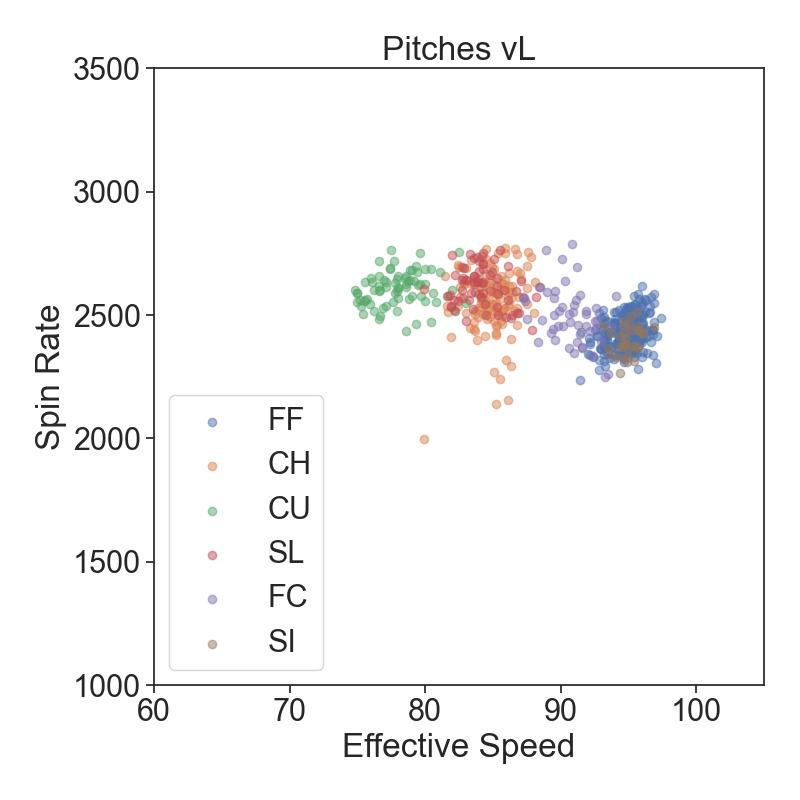 Pitches vL
3500
3000
2500
2000
1500
1000
Spin Rate
FF
CH
CU
SL
FC
SI
60 70 80 90 100
Effective Speed